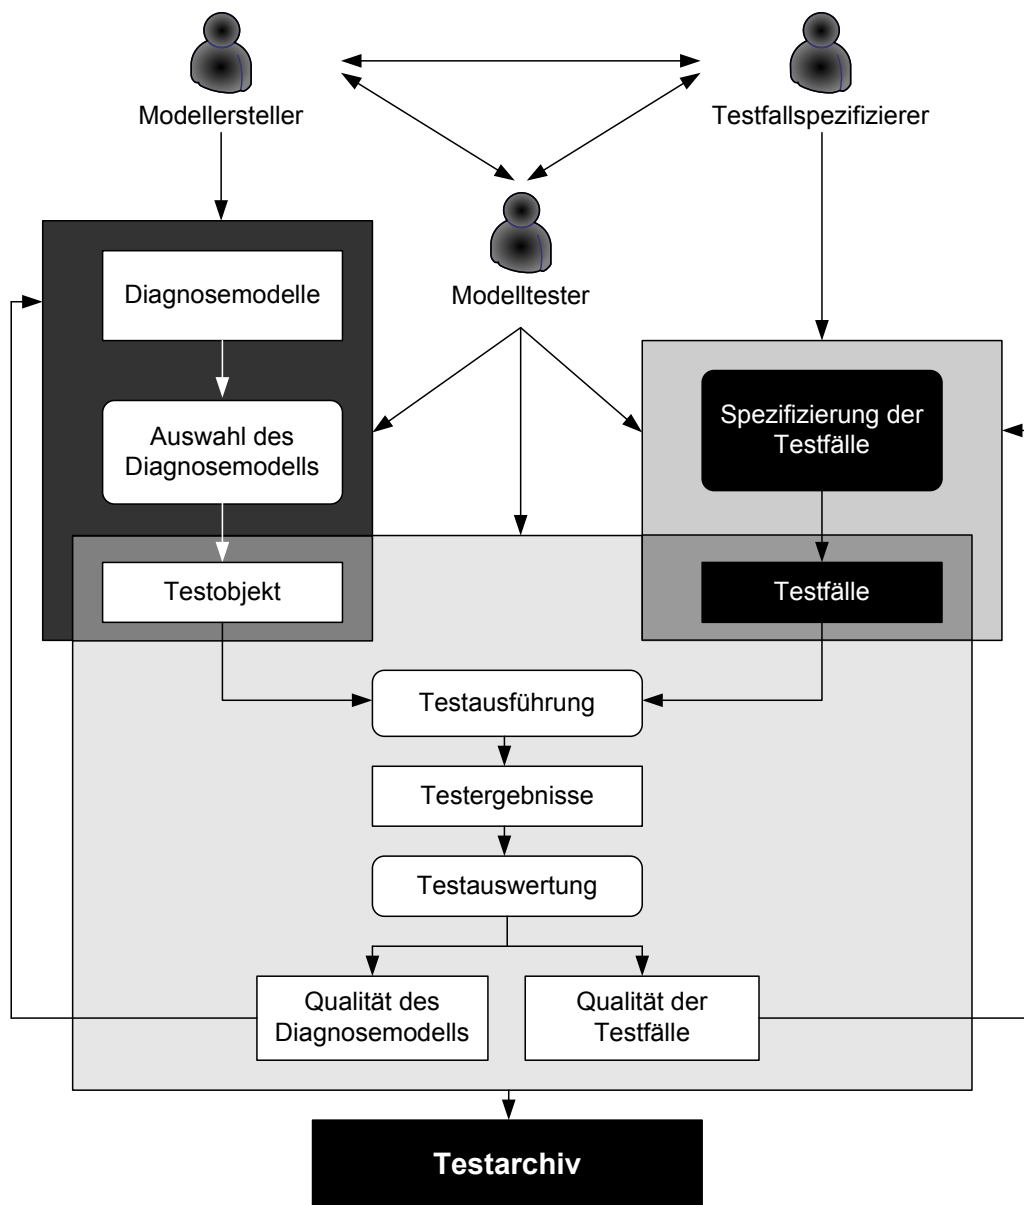 Modellersteller
Testfallspezifizierer
Modelltester
Diagnosemodelle
Auswahl des
Diagnosemodells
Spezifizierung der
Testfälle
Testobjekt
Testfälle
Testausführung
Testergebnisse
Testauswertung
Qualität des
Diagnosemodells
Qualität der
Testfälle
Testarchiv